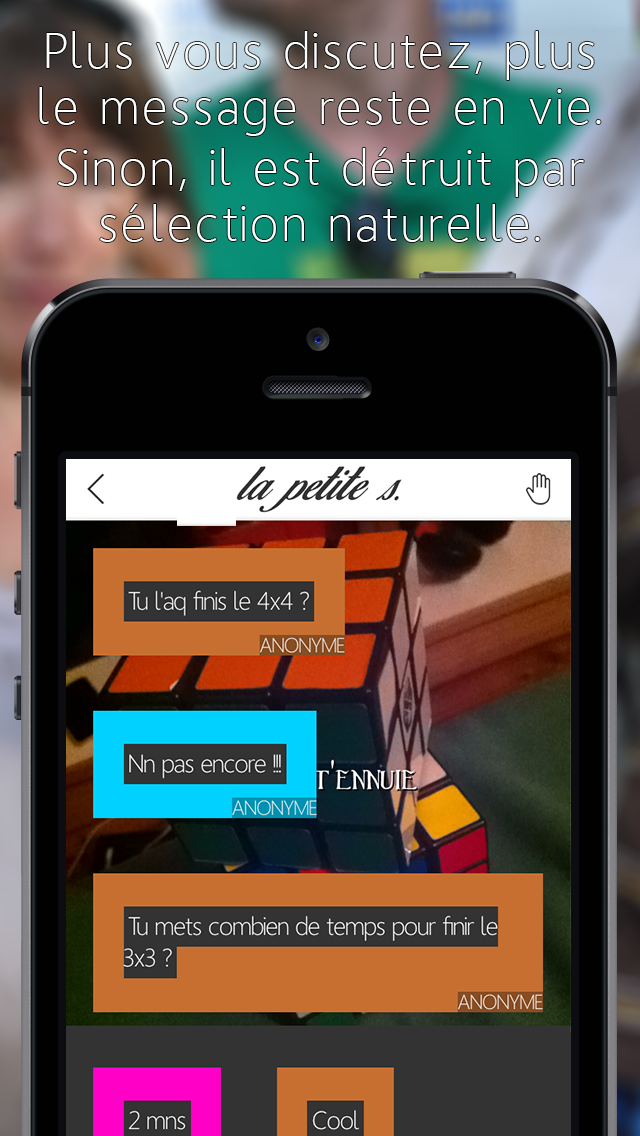 Plus vous discutez, plus
le message reste en vie.
Sinon, il est détruit par
sélection naturelle.
la petite s.
Tu l'aq finis le 4x4 ?
ANONYME
Nn pas encore !!!
T'ENNUIE
ANONYME
Tu mets combien de temps pour finir le
3x3 ?
ANONYME
2 mns
Cool